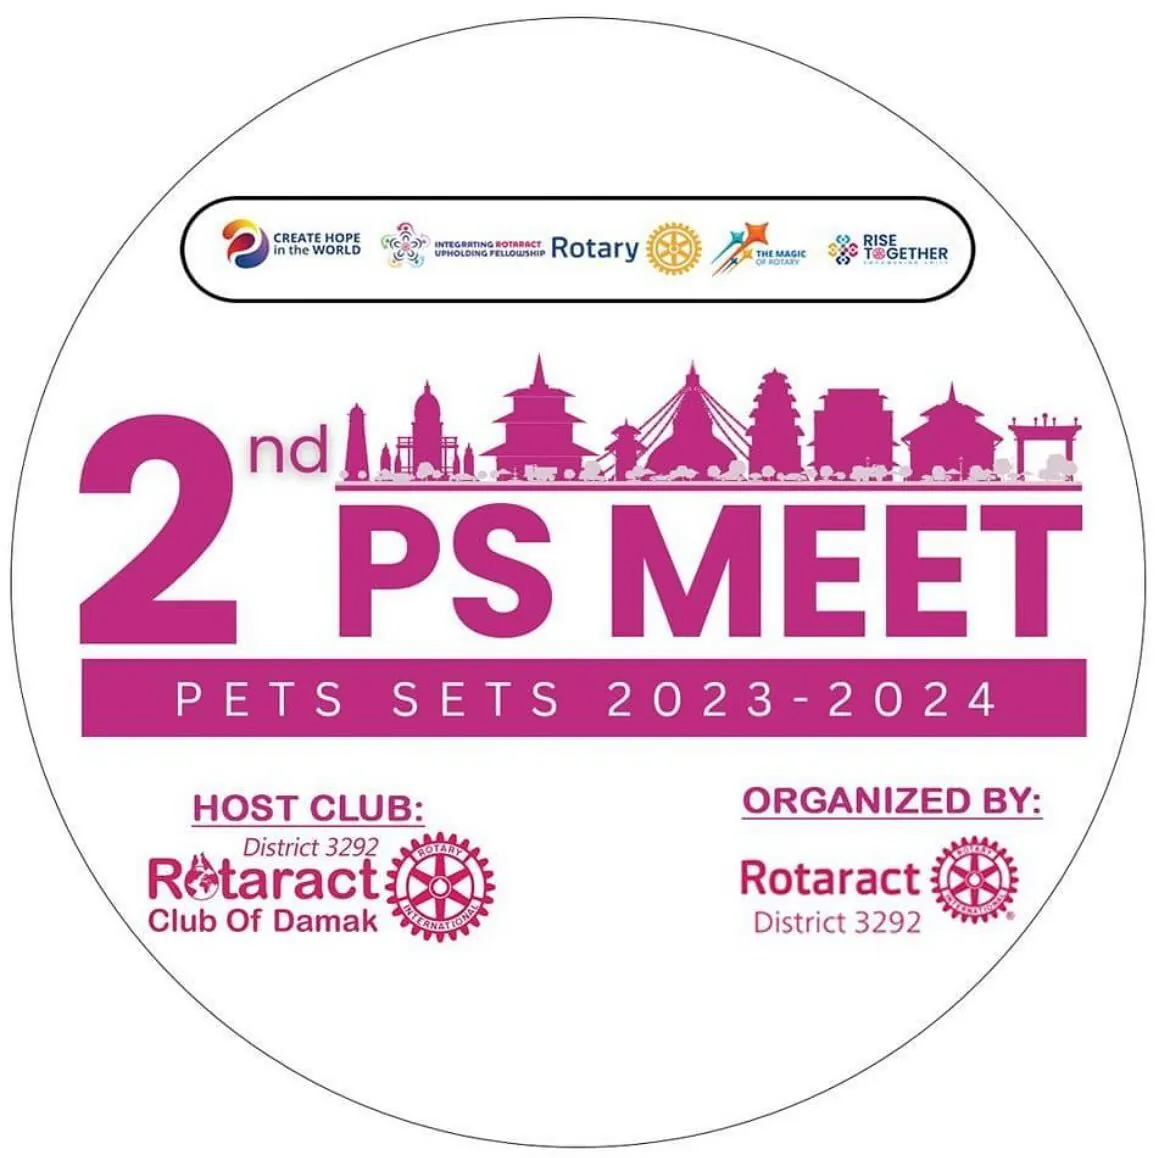 CREATE HOPE
in the WORLD
INTEGRATING ROTARACT
UPHOLDING FELLOWSHIP
Rotary
THE MAGIC
OF ROTARY
RISE
TOGETHER
2nd
PS MEET
PETS SETS 2023-2024
HOST CLUB:
District 3292
Rotaract
Club Of Damak
ROTARY
INTERNATIONAL
ORGANIZED BY:
Rotaract
District 3292
ROTARY
INTERNATIONAL
®